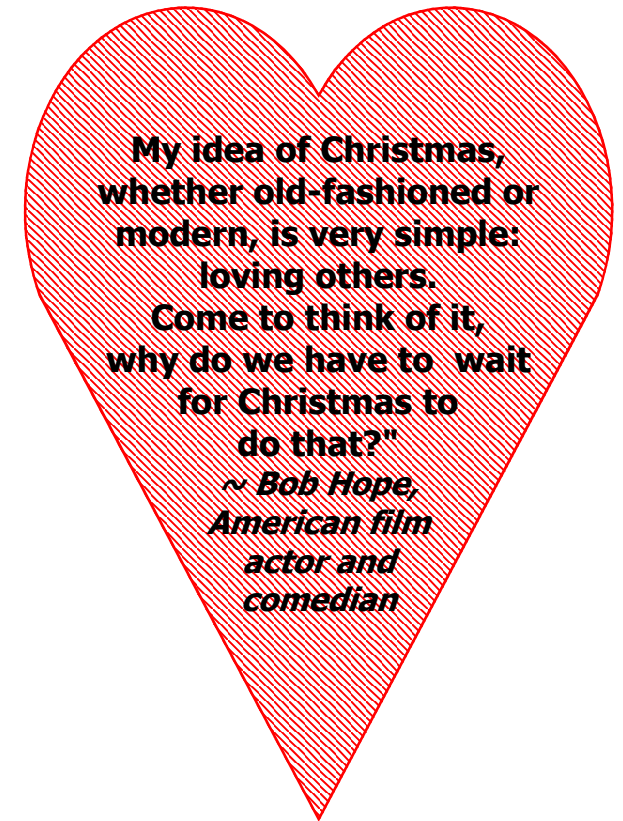 My idea of Christmas,
whether old-fashioned or
modern, is very simple:
loving others.
Come to think of it,
why do we have to  wait
for Christmas to
do that?"
~ Bob Hope,
American film
actor and
comedian